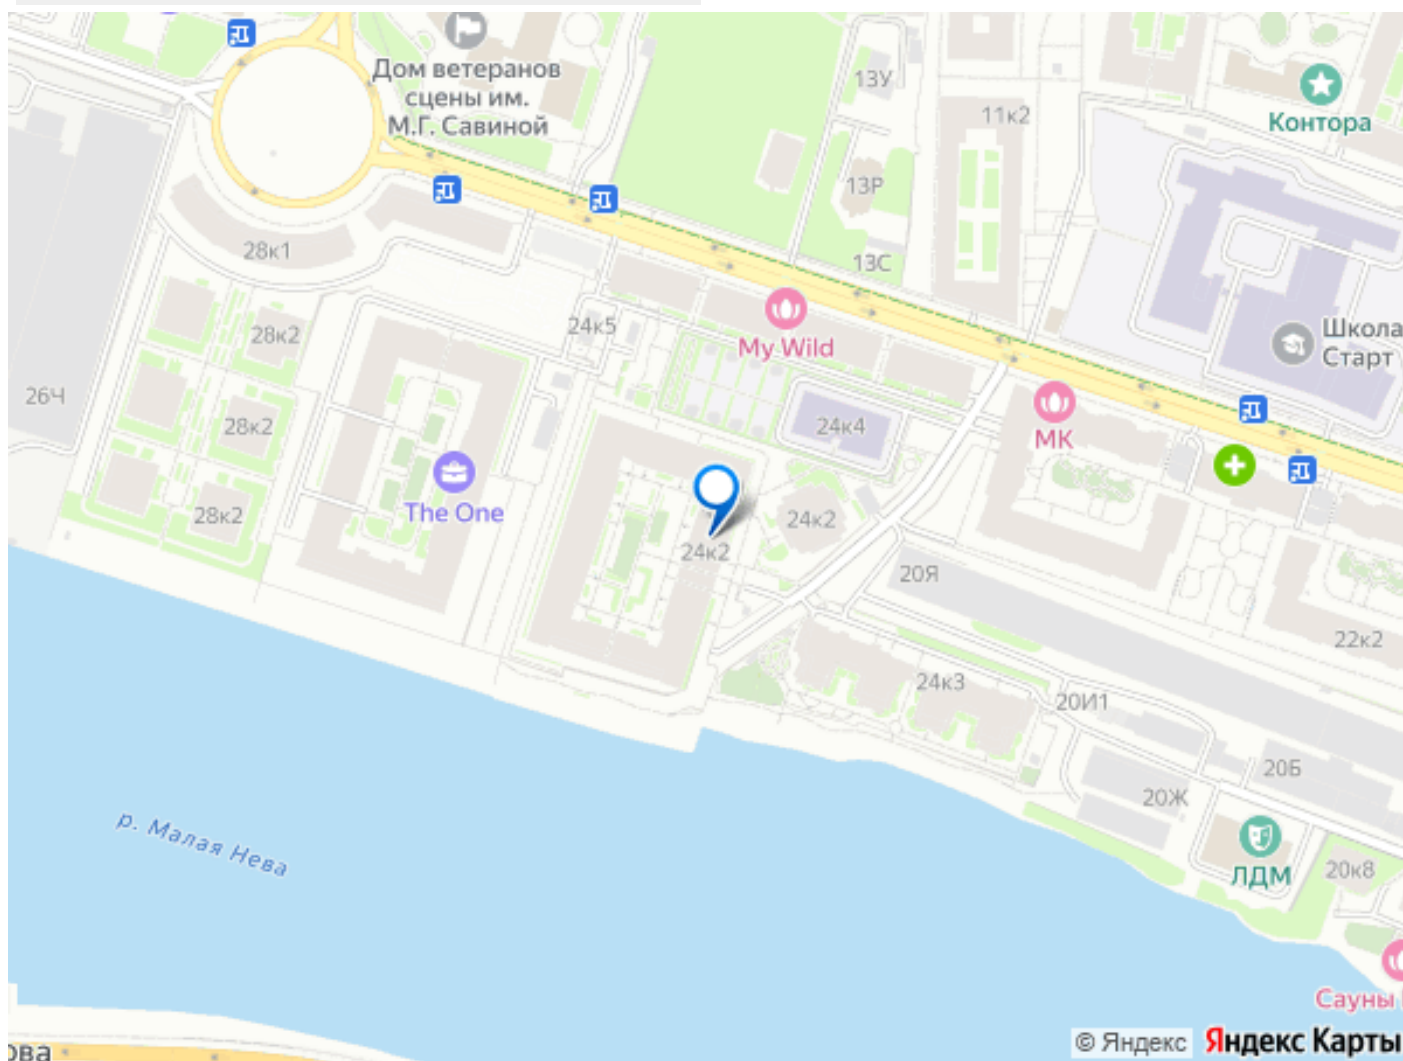 Дом ветеранов
сцены им.
М.Г. Савиной
13У
11к2
Контора
13Р
28к1
13С
24к5
28к2
My Wild
Школа
Старт
26Ч
28к2
24к4
МК
The One
28к2
24к2
24к2
20Я
22к2
24к3
20И1
20Б
20Ж
р. Малая Нева
ЛДМ
20к8
Сауны
ова
© Яндекс
Яндекс Карты